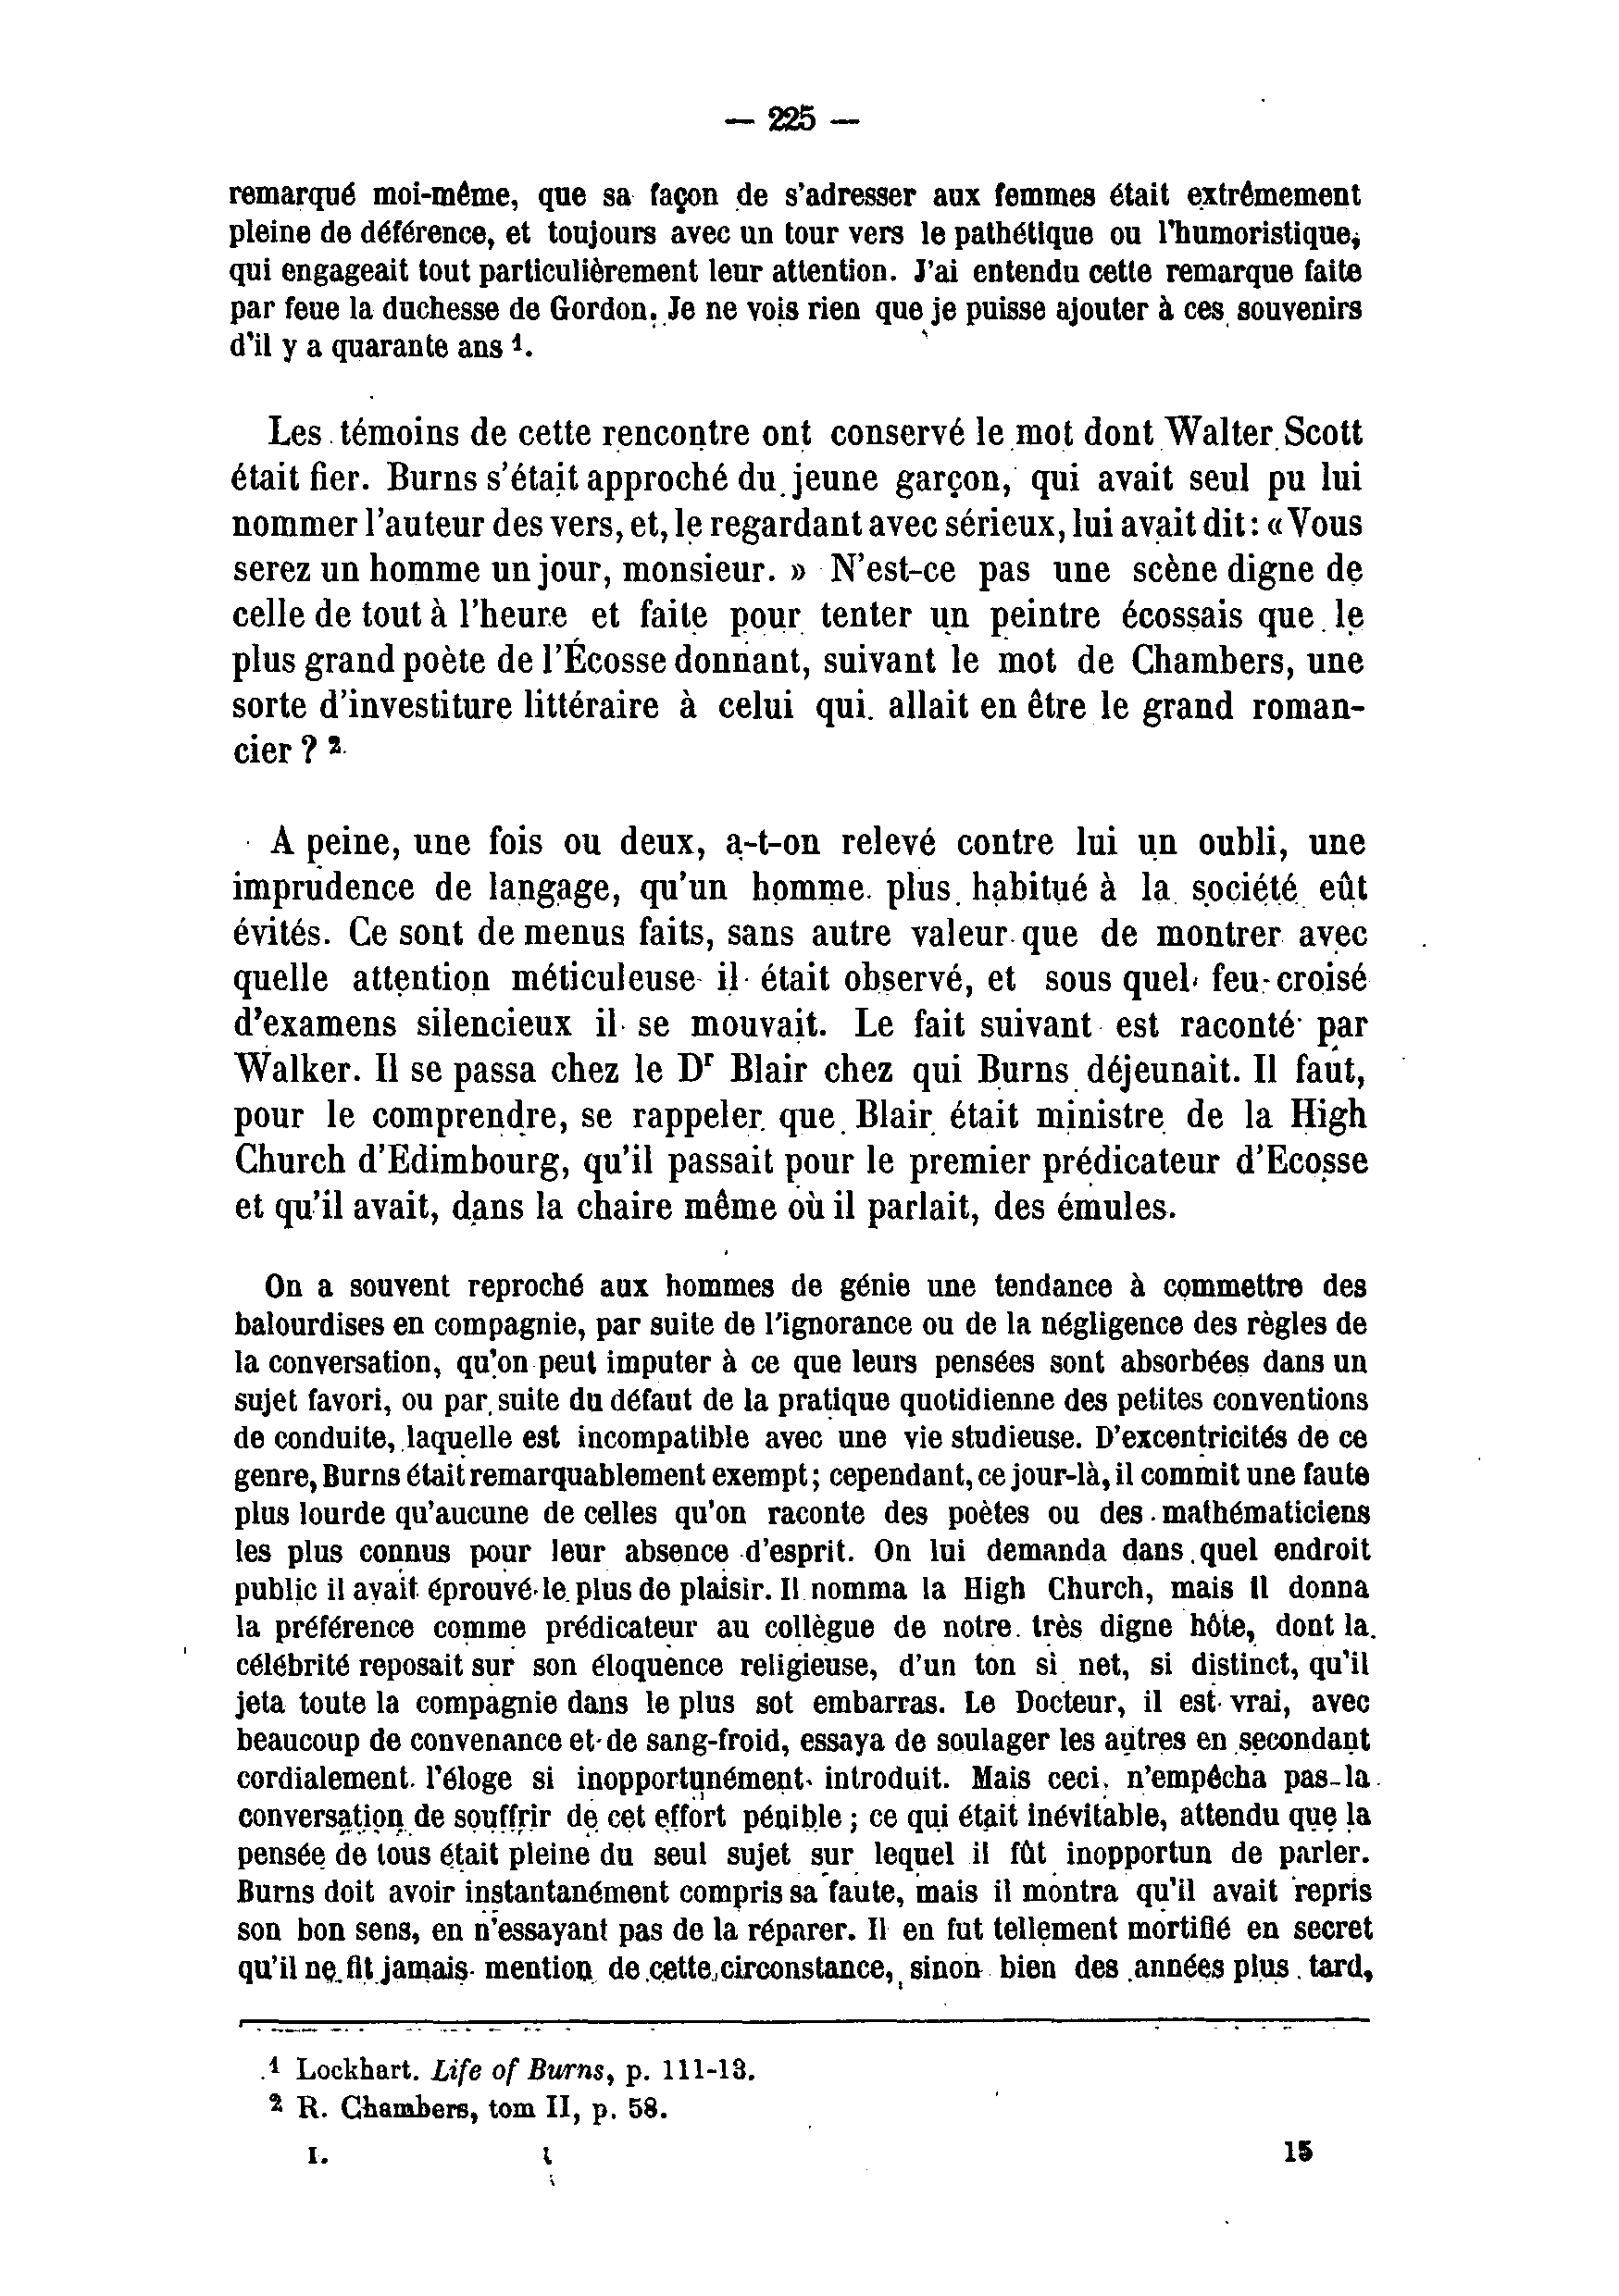 — 225 —
remarqué moi-même, que sa façon de s'adresser aux femmes était extrêmement
pleine de déférence, et toujours avec un tour vers le pathétique ou l'humoristique,
qui engageait tout particulièrement leur attention. J'ai entendu cette remarque faite
par feue la duchesse de Gordon. Je ne vois rien que je puisse ajouter à ces souvenirs
d'il y a quarante ans 1.
Les témoins de cette rencontre ont conservé le mot dont Walter Scott
était fier. Burns s'était approché du jeune garçon, qui avait seul pu lui
nommer l'auteur des vers, et, le regardant avec sérieux, lui avait dit : « Vous
serez un homme un jour, monsieur. » N'est-ce pas une scène digne de
celle de tout à l'heure et faite pour tenter un peintre écossais que le
plus grand poète de l'Écosse donnant, suivant le mot de Chambers, une
sorte d'investiture littéraire à celui qui allait en être le grand roman-
cier ? 2
A peine, une fois ou deux, a-t-on relevé contre lui un oubli, une
imprudence de langage, qu'un homme plus habitué à la société eût
évités. Ce sont de menus faits, sans autre valeur que de montrer avec
quelle attention méticuleuse il était observé, et sous quel feu croisé
d'examens silencieux il se mouvait. Le fait suivant est raconté par
Walker. Il se passa chez le Dr Blair chez qui Burns déjeunait. Il faut,
pour le comprendre, se rappeler que Blair était ministre de la High
Church d'Edimbourg, qu'il passait pour le premier prédicateur d'Ecosse
et qu'il avait, dans la chaire même où il parlait, des émules.
On a souvent reproché aux hommes de génie une tendance à commettre des
balourdises en compagnie, par suite de l'ignorance ou de la négligence des règles de
la conversation, qu'on peut imputer à ce que leurs pensées sont absorbées dans un
sujet favori, ou par suite du défaut de la pratique quotidienne des petites conventions
de conduite, laquelle est incompatible avec une vie studieuse. D'excentricités de ce
genre, Burns était remarquablement exempt ; cependant, ce jour-là, il commit une faute
plus lourde qu'aucune de celles qu'on raconte des poètes ou des mathématiciens
les plus connus pour leur absence d'esprit. On lui demanda dans quel endroit
public il avait éprouvé le plus de plaisir. Il nomma la High Church, mais il donna
la préférence comme prédicateur au collègue de notre très digne hôte, dont la
célébrité reposait sur son éloquence religieuse, d'un ton si net, si distinct, qu'il
jeta toute la compagnie dans le plus sot embarras. Le Docteur, il est vrai, avec
beaucoup de convenance et de sang-froid, essaya de soulager les autres en secondant
cordialement l'éloge si inopportunément introduit. Mais ceci n'empêcha pas la
conversation de souffrir de cet effort pénible ; ce qui était inévitable, attendu que la
pensée de tous était pleine du seul sujet sur lequel il fût inopportun de parler.
Burns doit avoir instantanément compris sa faute, mais il montra qu'il avait repris
son bon sens, en n'essayant pas de la réparer. Il en fut tellement mortifié en secret
qu'il ne fit jamais mention de cette circonstance, sinon bien des années plus tard,
1 Lockhart. Life of Burns, p. 111-13.
2 R. Chambers, tom II, p. 58.
I. 15